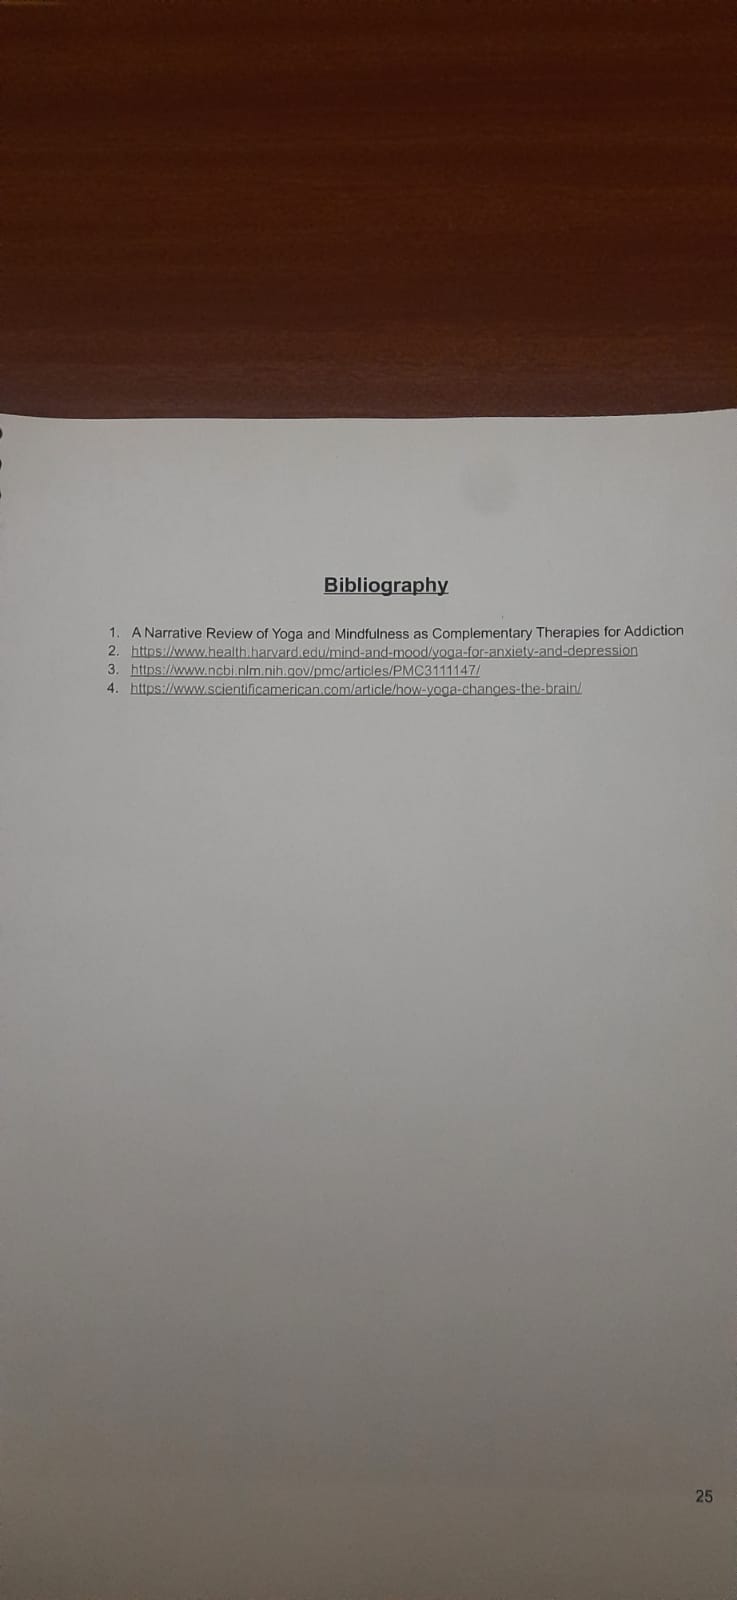 Bibliography
1. A Narrative Review of Yoga and Mindfulness as Complementary Therapies for Addiction
2. https://www.health.harvard.edu/mind-and-mood/yoga-for-anxiety-and-depression
3. https://www.ncbi.nlm.nih.gov/pmc/articles/PMC3111147/
4. https://www.scientificamerican.com/article/how-yoga-changes-the-brain/
25